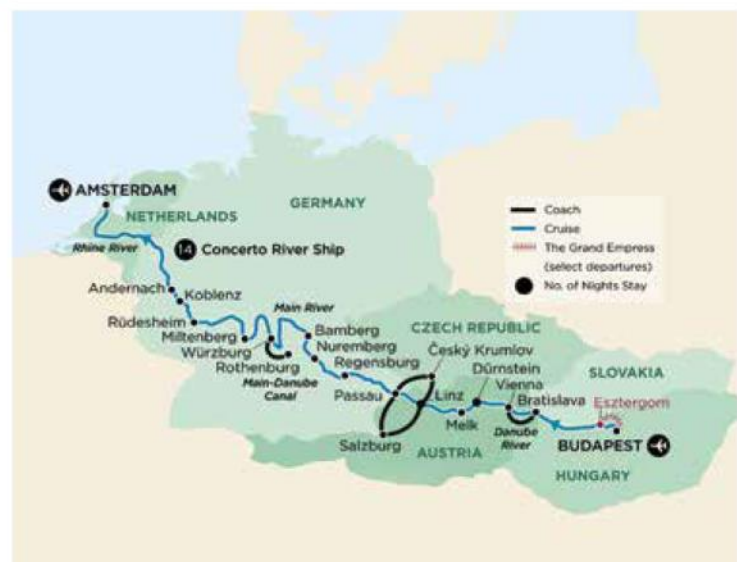 AMSTERDAM
NETHERLANDS
GERMANY
Rhine River
14 Concerto River Ship
Coach
Cruise
The Grand Empress
(select departures)
No. of Nights Stay
Andernach
Koblenz
Rüdesheim
Main River
Miltenberg
Würzburg
Rothenburg
Main-Danube
Canal
Bamberg
Nuremberg
Regensburg
CZECH REPUBLIC
Český Krumlov
Dürnstein
SLOVAKIA
Passau
Linz
Vienna
Bratislava
Esztergom
Salzburg
Melk
Danube
River
BUDAPEST
AUSTRIA
HUNGARY